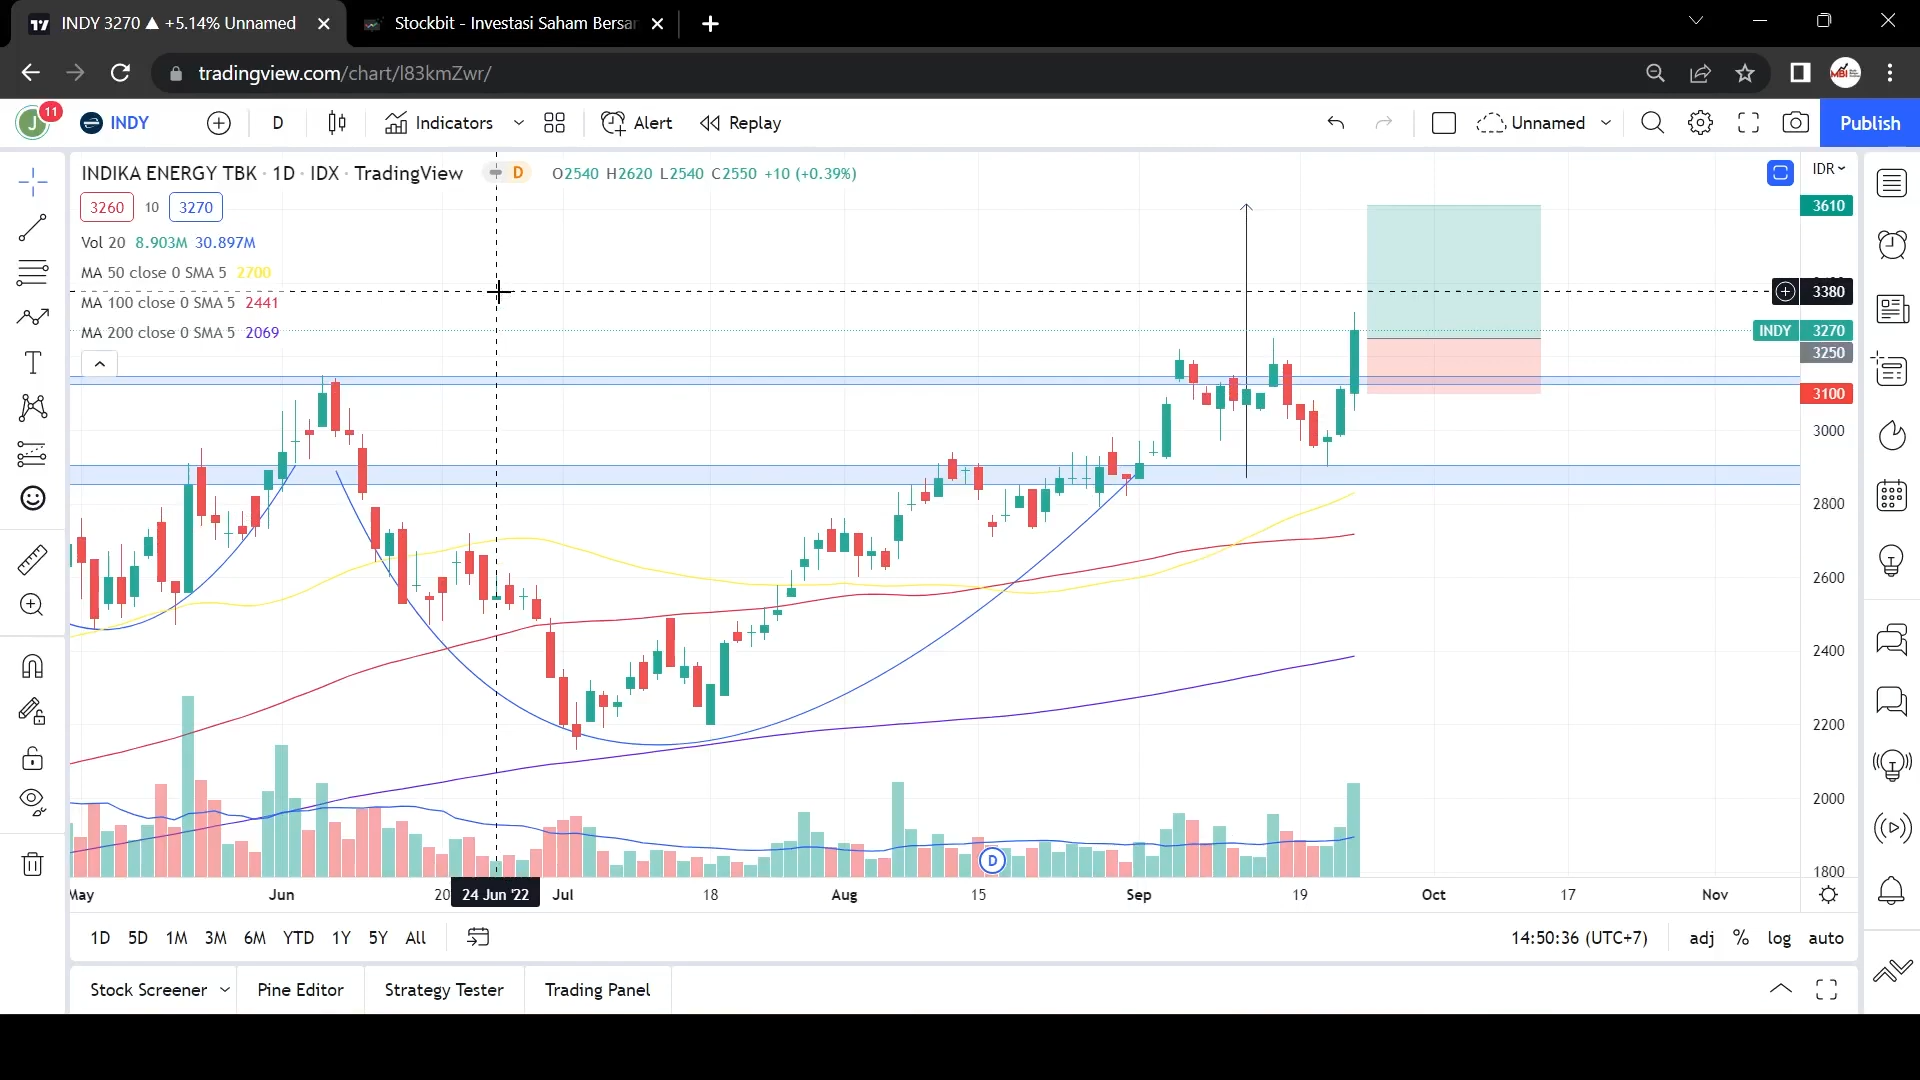 INDY 3270 ▲ +5.14% Unnamed
Stockbit - Investasi Saham Bersar
tradingview.com/chart/l83kmZwr/
J 11 INDY D Indicators Alert Replay Unnamed Publish
INDIKA ENERGY TBK · 1D · IDX · TradingView D O2540 H2620 L2540 C2550 +10 (+0.39%)
IDR
3260 10 3270
3610
Vol 20 8.903M 30.897M
MA 50 close 0 SMA 5 2700
3380
MA 100 close 0 SMA 5 2441
MA 200 close 0 SMA 5 2069
INDY 3270
3250
3100
3000
2800
2600
2400
2200
2000
D
1800
May Jun 20 24 Jun '22 Jul 18 Aug 15 Sep 19 Oct 17 Nov
1D 5D 1M 3M 6M YTD 1Y 5Y All 14:50:36 (UTC+7) adj % log auto
Stock Screener Pine Editor Strategy Tester Trading Panel